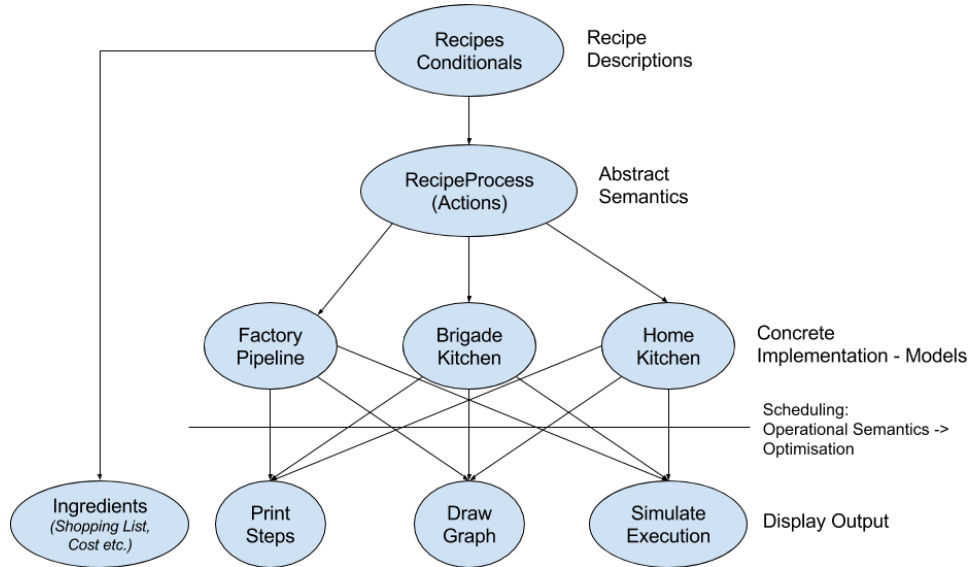 Recipes
Conditionals
Recipe
Descriptions
RecipeProcess
(Actions)
Abstract
Semantics
Factory
Pipeline
Brigade
Kitchen
Home
Kitchen
Concrete
Implementation - Models
Scheduling:
Operational Semantics ->
Optimisation
Ingredients
(Shopping List,
Cost etc.)
Print
Steps
Draw
Graph
Simulate
Execution
Display Output